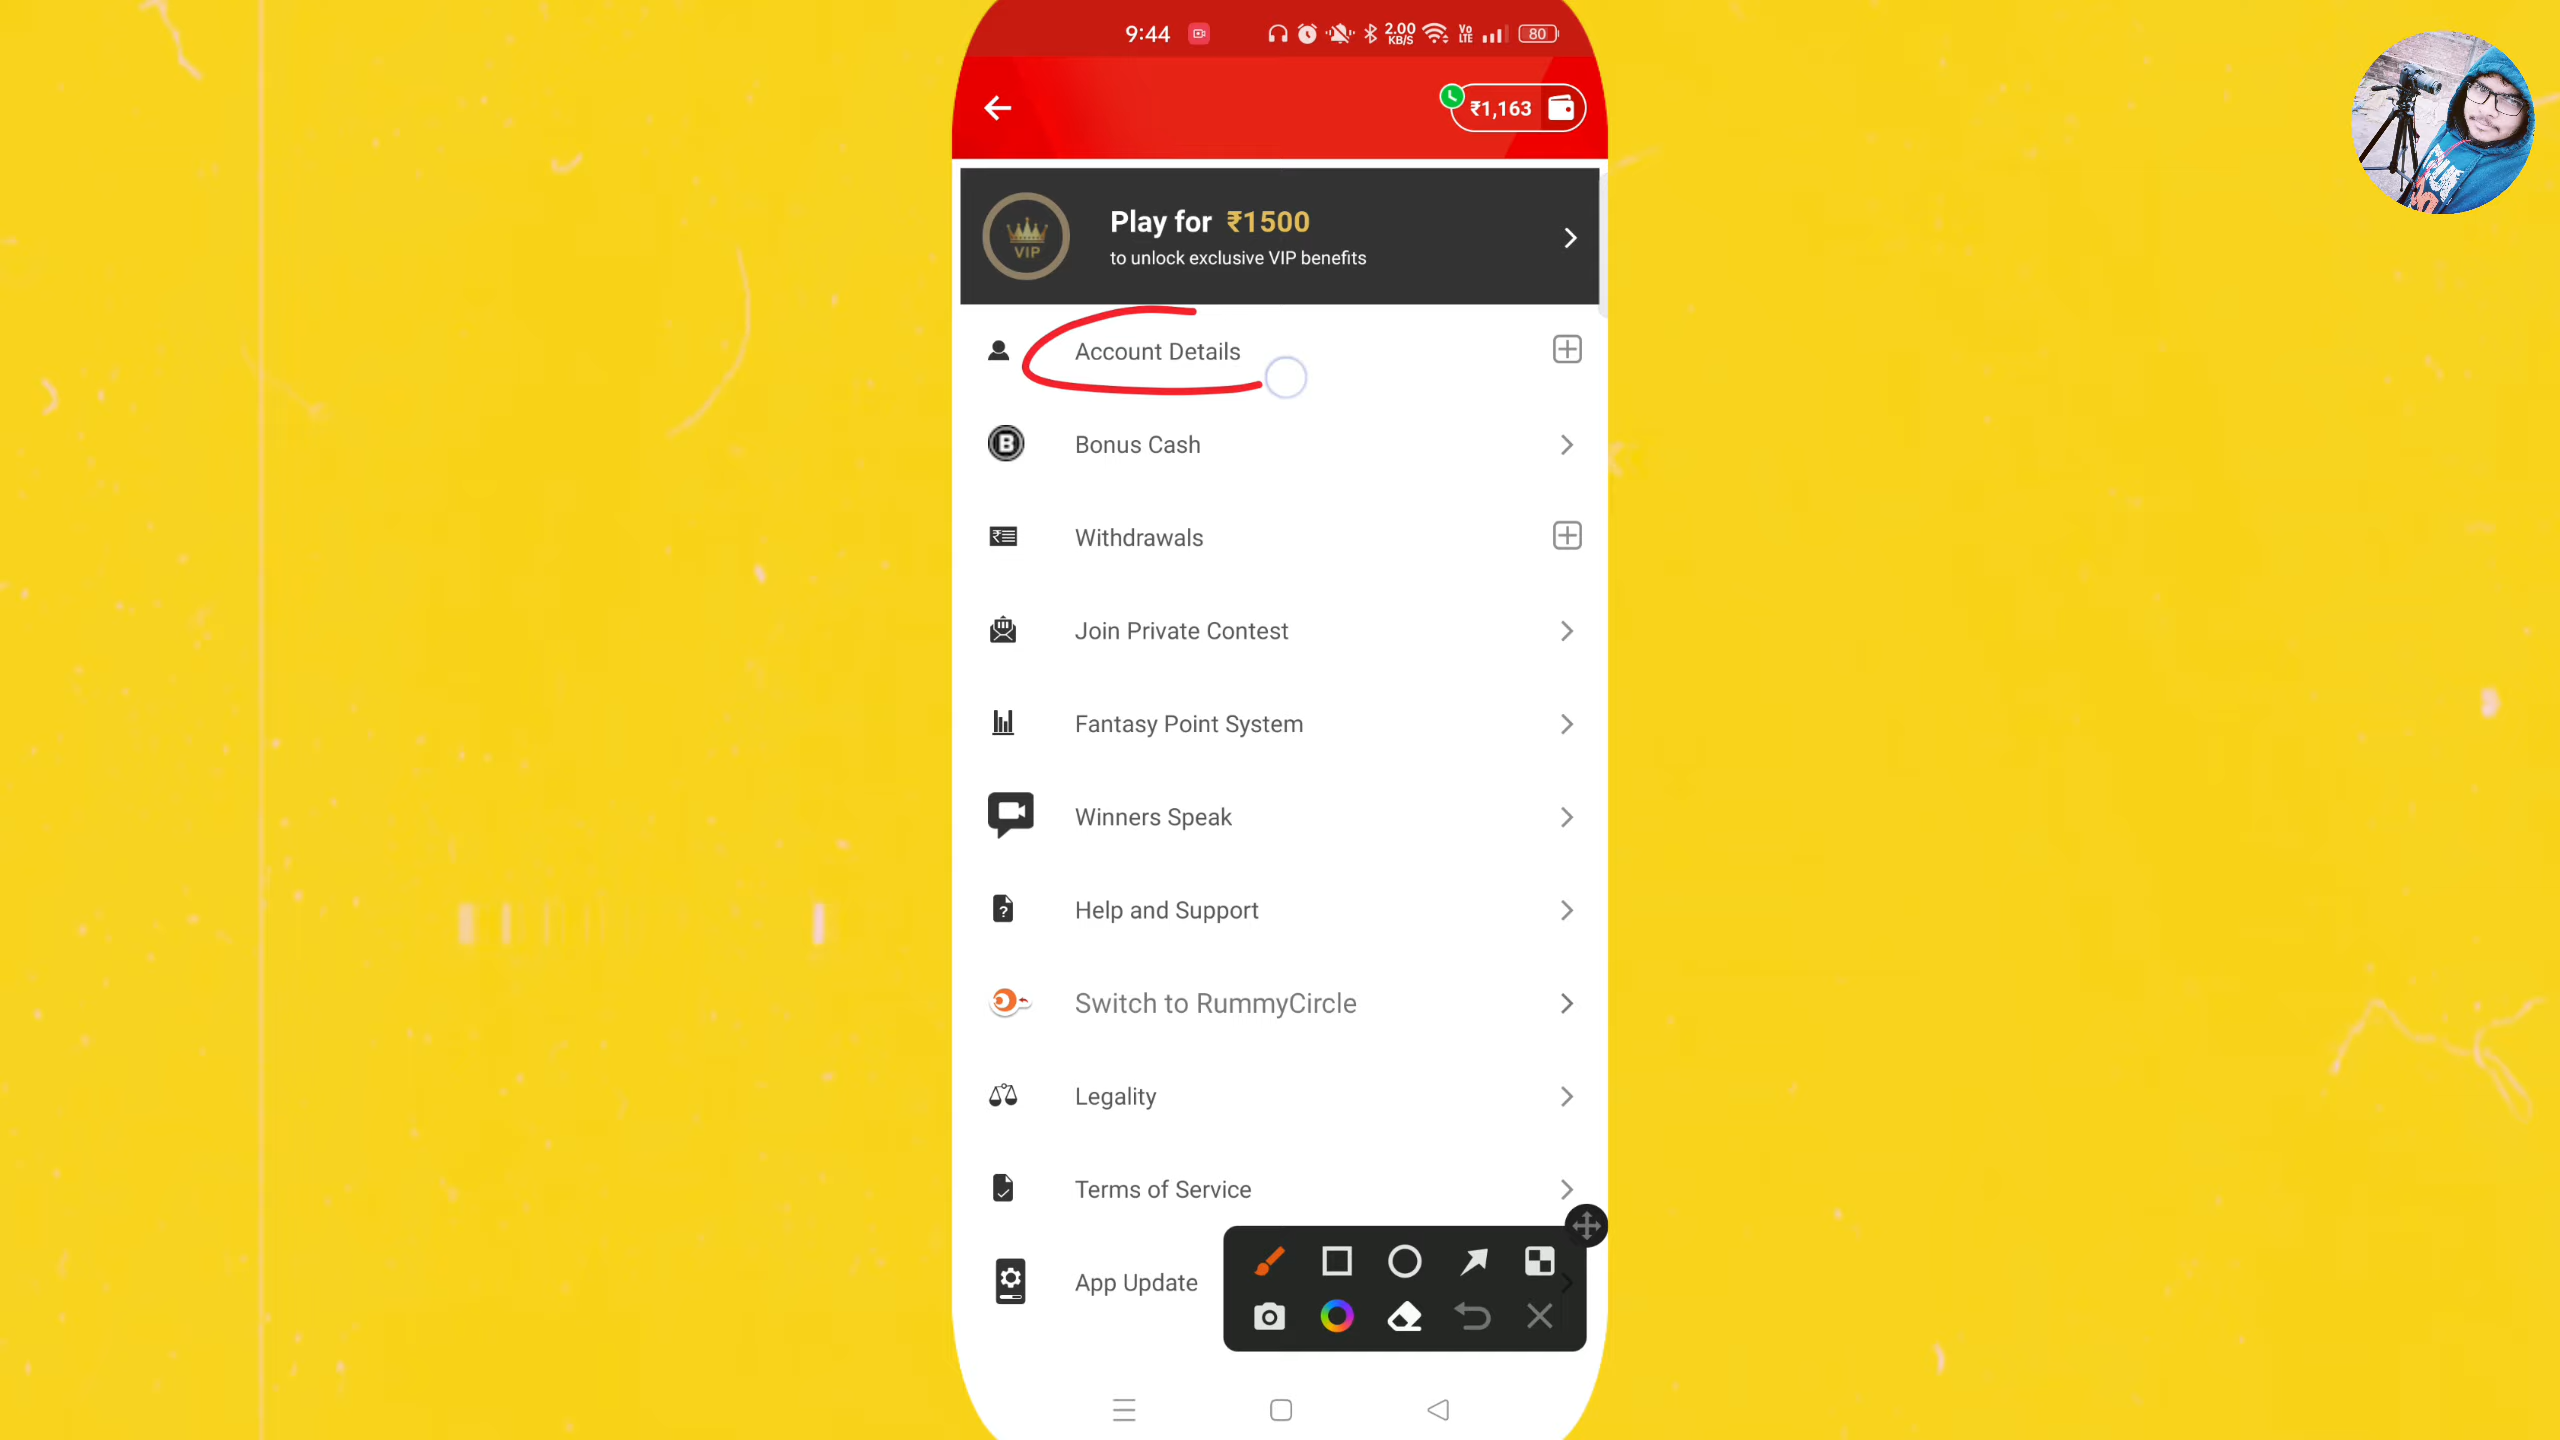 9:44
2.00 KB/S
Vo LTE
80
₹1,163
VIP
Play for ₹1500
to unlock exclusive VIP benefits
Account Details
B
Bonus Cash
Withdrawals
Join Private Contest
Fantasy Point System
Winners Speak
Help and Support
Switch to RummyCircle
Legality
Terms of Service
App Update